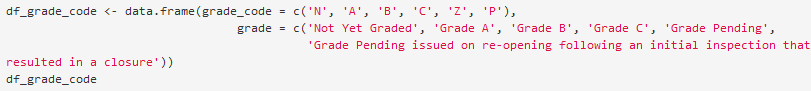 df_grade_code <- data.frame(grade_code = c('N', 'A', 'B', 'C', 'Z', 'P'),
grade = c('Not Yet Graded', 'Grade A', 'Grade B', 'Grade C', 'Grade Pending',
'Grade Pending issued on re-opening following an initial inspection that
resulted in a closure'))
df_grade_code